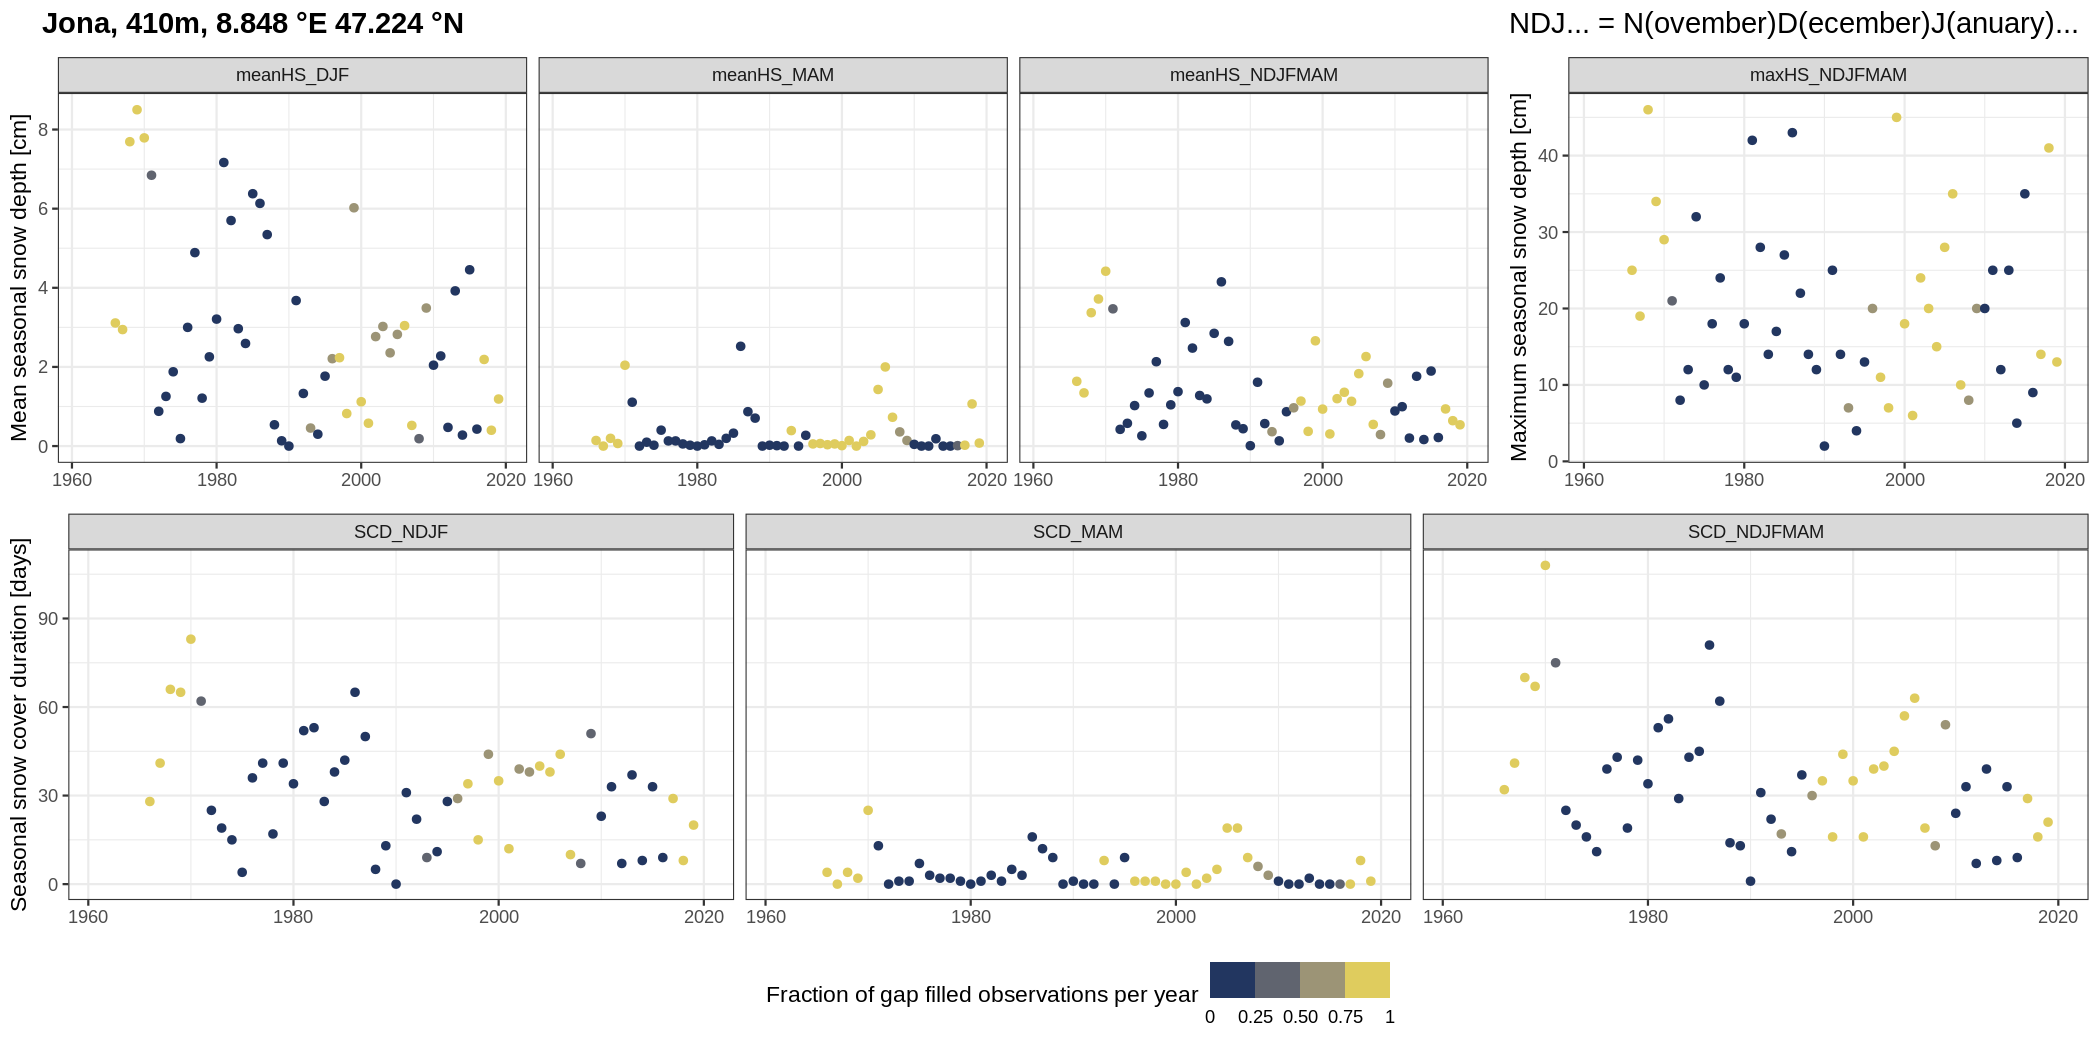 Jona, 410m, 8.848 °E 47.224 °N
NDJ... = N(ovember)D(ecember)J(anuary)...
meanHS_DJF
meanHS_MAM
meanHS_NDJFMAM
maxHS_NDJFMAM
Mean seasonal snow depth [cm]
8
6
4
2
0
1960 1980 2000 2020
1960 1980 2000 2020
1960 1980 2000 2020
Maximum seasonal snow depth [cm]
40
30
20
10
0
1960 1980 2000 2020
SCD_NDJF
SCD_MAM
SCD_NDJFMAM
Seasonal snow cover duration [days]
90
60
30
0
1960 1980 2000 2020
1960 1980 2000 2020
1960 1980 2000 2020
Fraction of gap filled observations per year
0 0.25 0.50 0.75 1